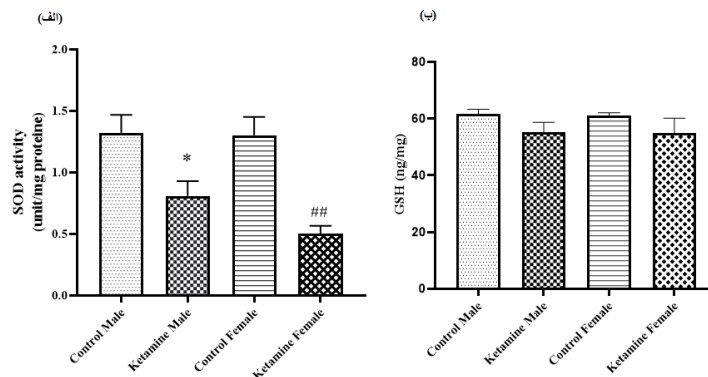 (الف)
2.0
1.5
1.0
0.5
0.0
SOD activity
(unit/mg proteine)
*
##
Control Male
Ketamine Male
Control Female
Ketamine Female
(ب)
80
60
40
20
0
GSH (ng/mg)
Control Male
Ketamine Male
Control Female
Ketamine Female